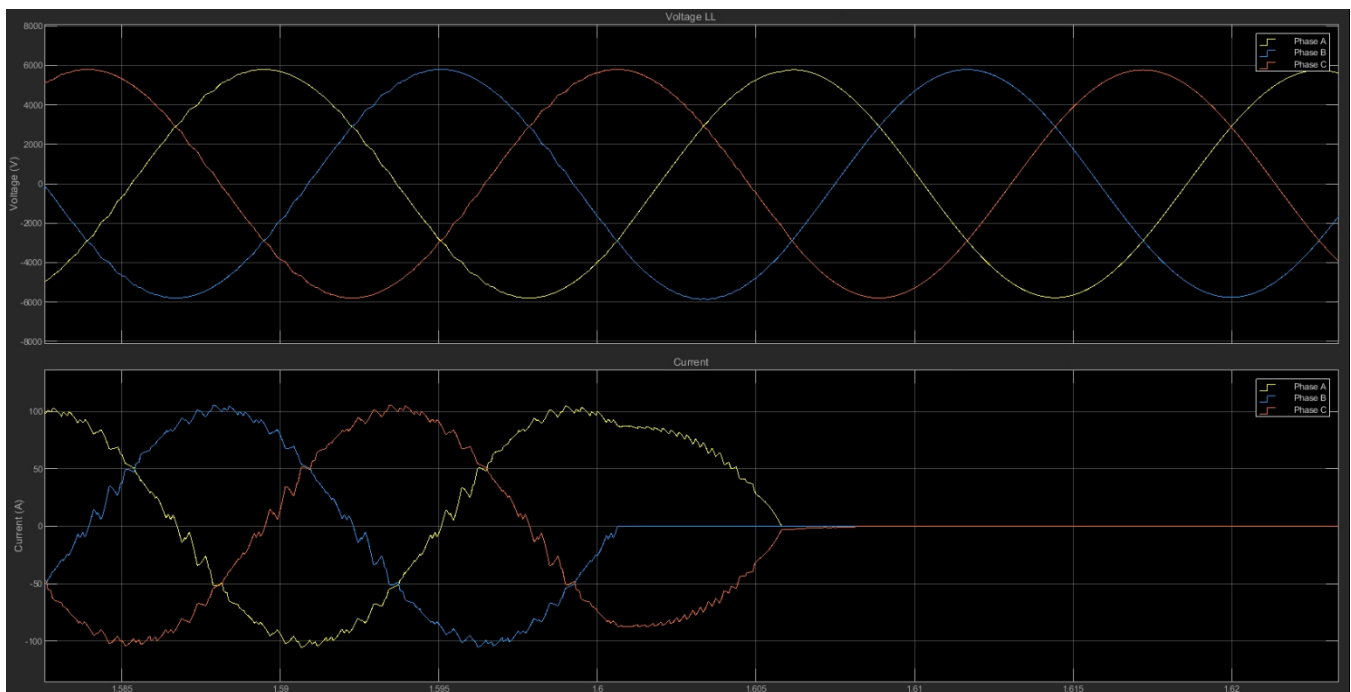 Voltage LL
8000
6000
4000
2000
0
-2000
-4000
-6000
-8000
Voltage (V)
Phase A
Phase B
Phase C
Current
100
50
0
-50
-100
Current (A)
Phase A
Phase B
Phase C
1.585 1.59 1.595 1.6 1.605 1.61 1.615 1.62